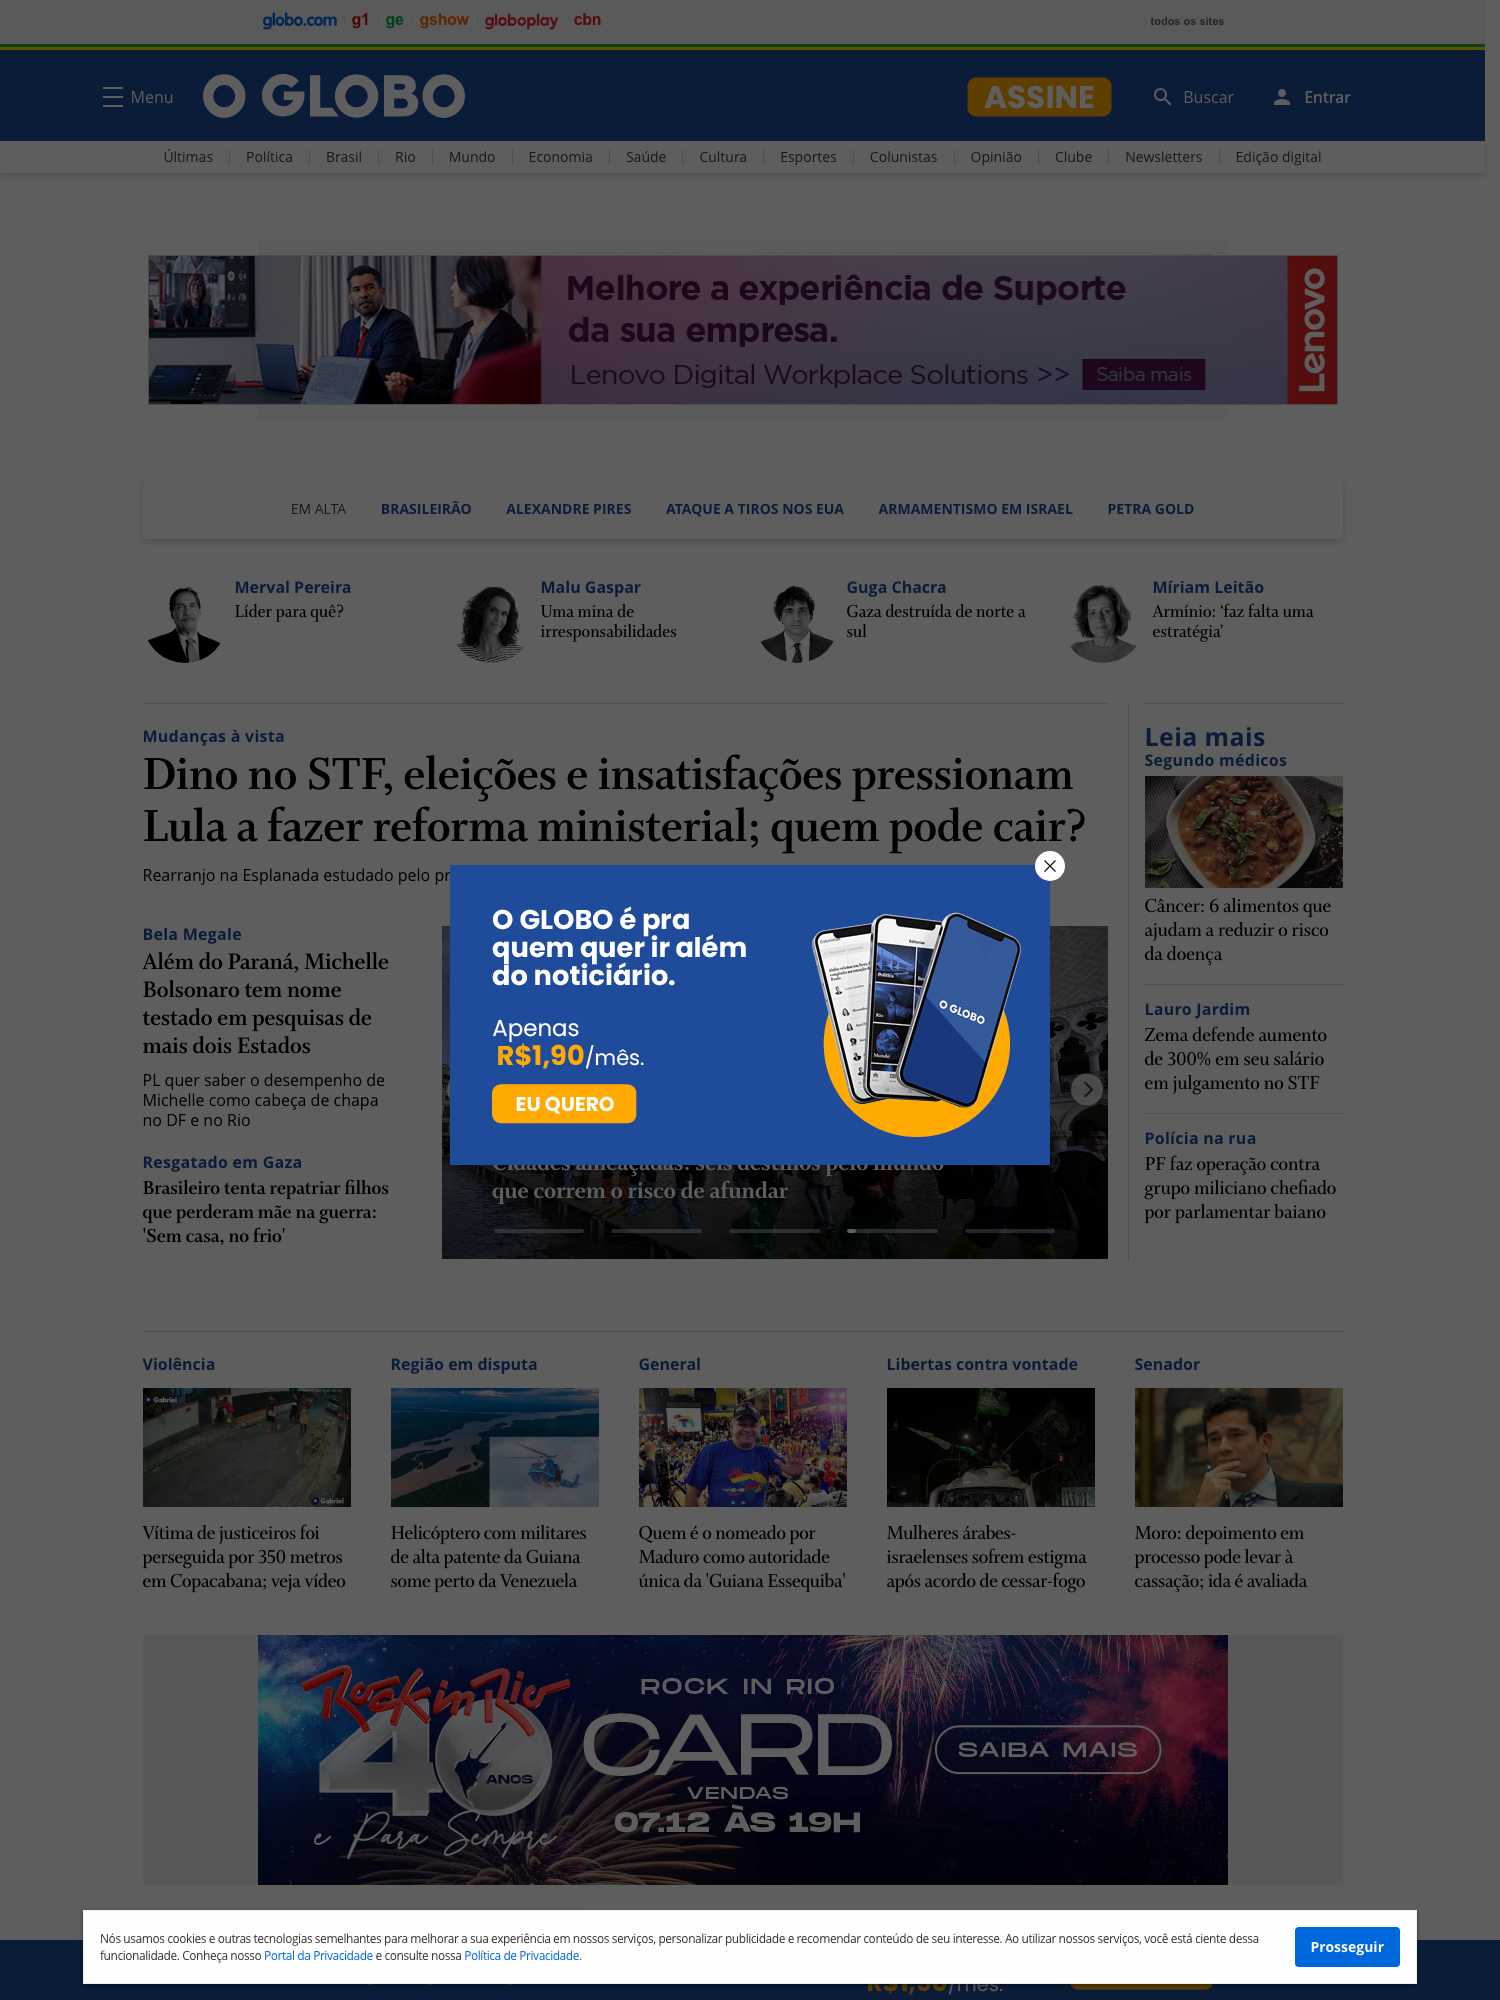 globo.com g1 ge gshow globoplay cbn todos os sites
Menu O GLOBO ASSINE Buscar Entrar
Últimas Política Brasil Rio Mundo Economia Saúde Cultura Esportes Colunistas Opinião Clube Newsletters Edição digital
Melhore a experiência de Suporte
da sua empresa.
Lenovo Digital Workplace Solutions >> Saiba mais
Lenovo
EM ALTA BRASILEIRÃO ALEXANDRE PIRES ATAQUE A TIROS NOS EUA ARMAMENTISMO EM ISRAEL PETRA GOLD
Merval Pereira
Líder para quê?
Malu Gaspar
Uma mina de
irresponsabilidades
Guga Chacra
Gaza destruída de norte a
sul
Míriam Leitão
Armínio: ‘faz falta uma
estratégia’
Mudanças à vista
Dino no STF, eleições e insatisfações pressionam
Lula a fazer reforma ministerial; quem pode cair?
Rearranjo na Esplanada estudado pelo pr
Bela Megale
Além do Paraná, Michelle
Bolsonaro tem nome
testado em pesquisas de
mais dois Estados
PL quer saber o desempenho de
Michelle como cabeça de chapa
no DF e no Rio
Resgatado em Gaza
Brasileiro tenta repatriar filhos
que perderam mãe na guerra:
'Sem casa, no frio'
O GLOBO é pra
quem quer ir além
do noticiário.
Apenas
R$1,90/mês.
EU QUERO
Editorias
Política
Rio
Mundo
O GLOBO
Cidades ameaçadas: seis destinos pelo mundo
que correm o risco de afundar
Leia mais
Segundo médicos
Câncer: 6 alimentos que
ajudam a reduzir o risco
da doença
Lauro Jardim
Zema defende aumento
de 300% em seu salário
em julgamento no STF
Polícia na rua
PF faz operação contra
grupo miliciano chefiado
por parlamentar baiano
Violência
Gabriel
Gabriel
Vítima de justiceiros foi
perseguida por 350 metros
em Copacabana; veja vídeo
Região em disputa
Helicóptero com militares
de alta patente da Guiana
some perto da Venezuela
General
Quem é o nomeado por
Maduro como autoridade
única da 'Guiana Essequiba'
Libertas contra vontade
Mulheres árabes-
israelenses sofrem estigma
após acordo de cessar-fogo
Senador
Moro: depoimento em
processo pode levar à
cassação; ida é avaliada
Rock in Rio
40
ANOS
e Para Sempre
ROCK IN RIO
CARD
VENDAS
07.12 ÀS 19H
SAIBA MAIS
Nós usamos cookies e outras tecnologias semelhantes para melhorar a sua experiência em nossos serviços, personalizar publicidade e recomendar conteúdo de seu interesse. Ao utilizar nossos serviços, você está ciente dessa
funcionalidade. Conheça nosso Portal da Privacidade e consulte nossa Política de Privacidade.
Prosseguir
R$1,90/mês.